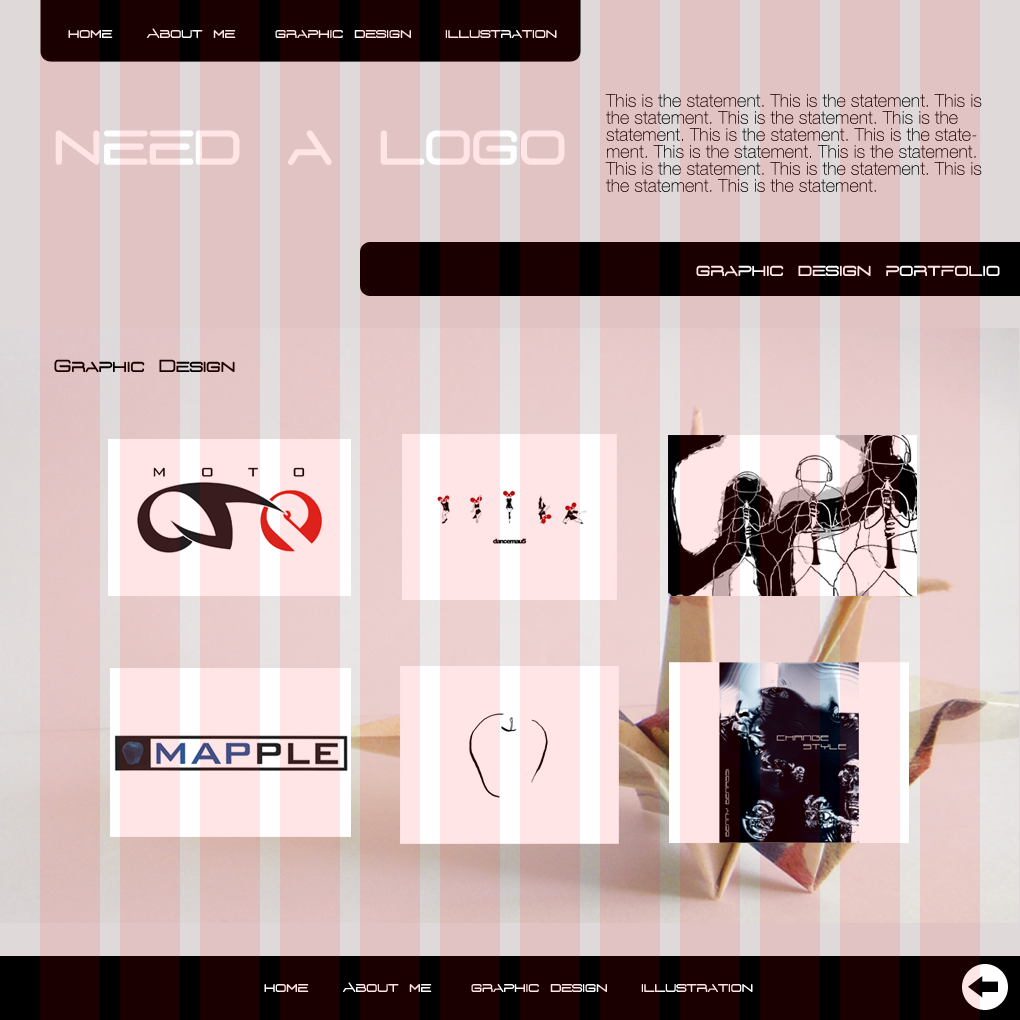 HOME ABOUT ME GRAPHIC DESIGN ILLUSTRATION
NEED A LOGO
This is the statement. This is the statement. This is
the statement. This is the statement. This is the
statement. This is the statement. This is the state-
ment. This is the statement. This is the statement.
This is the statement. This is the statement. This is
the statement. This is the statement.
GRAPHIC DESIGN PORTFOLIO
GRAPHIC DESIGN
MOTO
dancemau5
MAPPLE
CHANGE
STYLE
HOME ABOUT ME GRAPHIC DESIGN ILLUSTRATION